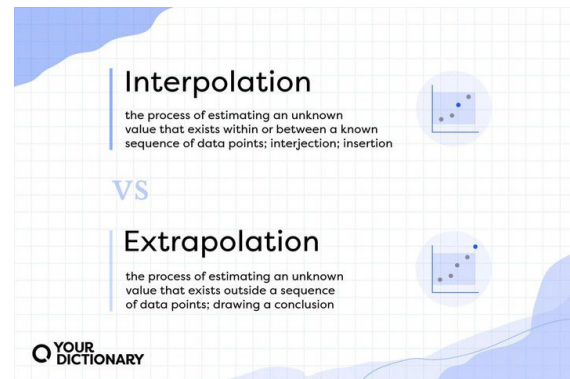 Interpolation
the process of estimating an unknown
value that exists within or between a known
sequence of data points; interjection; insertion
VS
Extrapolation
the process of estimating an unknown
value that exists outside a sequence
of data points; drawing a conclusion
YOUR
DICTIONARY